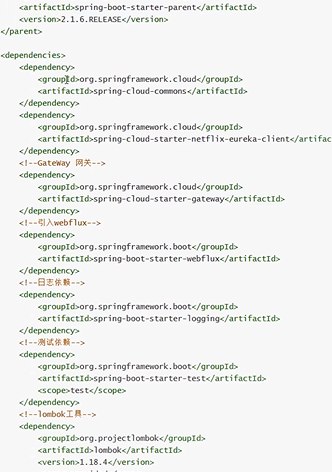 <artifactId>spring-boot-starter-parent</artifactId>
<version>2.1.6.RELEASE</version>
</parent>
<dependencies>
<dependency>
<groupId>org.springframework.cloud</groupId>
<artifactId>spring-cloud-commons</artifactId>
</dependency>
<dependency>
<groupId>org.springframework.cloud</groupId>
<artifactId>spring-cloud-starter-netflix-eureka-client</artifac
</dependency>
<!--GateWay 网关-->
<dependency>
<groupId>org.springframework.cloud</groupId>
<artifactId>spring-cloud-starter-gateway</artifactId>
</dependency>
<!--引入webflux-->
<dependency>
<groupId>org.springframework.boot</groupId>
<artifactId>spring-boot-starter-webflux</artifactId>
</dependency>
<!--日志依赖-->
<dependency>
<groupId>org.springframework.boot</groupId>
<artifactId>spring-boot-starter-logging</artifactId>
</dependency>
<!--测试依赖-->
<dependency>
<groupId>org.springframework.boot</groupId>
<artifactId>spring-boot-starter-test</artifactId>
<scope>test</scope>
</dependency>
<!--lombok工具-->
<dependency>
<groupId>org.projectlombok</groupId>
<artifactId>lombok</artifactId>
<version>1.18.4</version>